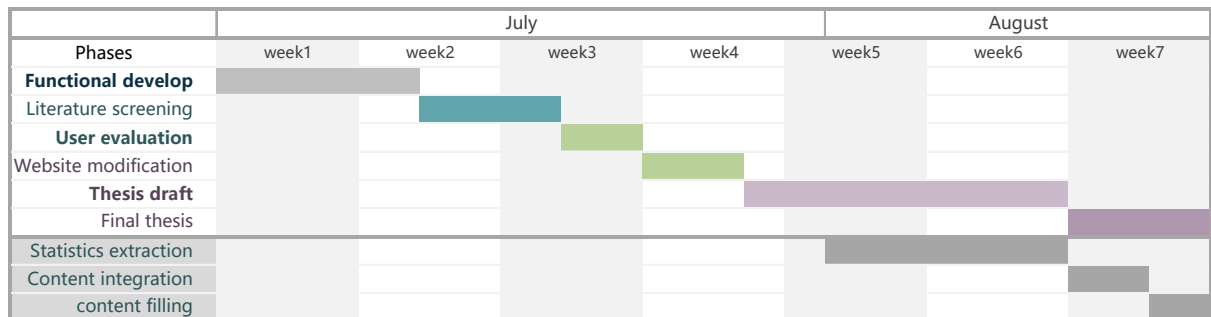 July August
Phases week1 week2 week3 week4 week5 week6 week7
Functional develop
Literature screening
User evaluation
Website modification
Thesis draft
Final thesis
Statistics extraction
Content integration
content filling